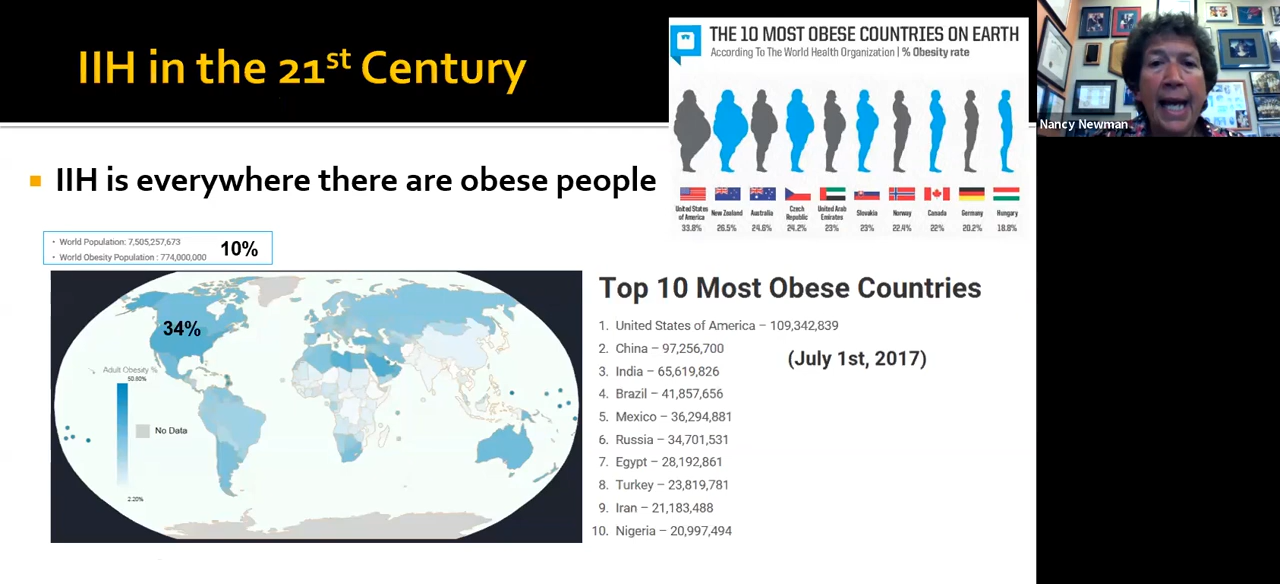 IIH in the 21st Century
THE 10 MOST OBESE COUNTRIES ON EARTH
According To The World Health Organization | % Obesity rate
United States of America
33.8%
New Zealand
26.5%
Australia
24.6%
Czech Republic
24.2%
United Arab Emirates
23%
Slovakia
23%
Norway
22.4%
Canada
22%
Germany
20.2%
Hungary
18.8%
Nancy Newman
IIH is everywhere there are obese people
• World Population: 7,505,257,673
• World Obesity Population : 774,000,000
10%
34%
Adult Obesity %
50.80%
No Data
2.20%
Top 10 Most Obese Countries
1. United States of America – 109,342,839
2. China – 97,256,700
(July 1st, 2017)
3. India – 65,619,826
4. Brazil – 41,857,656
5. Mexico – 36,294,881
6. Russia – 34,701,531
7. Egypt – 28,192,861
8. Turkey – 23,819,781
9. Iran – 21,183,488
10. Nigeria – 20,997,494